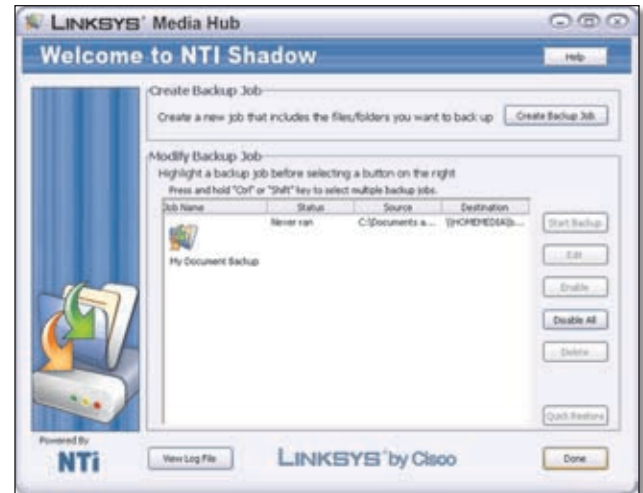 LINKSYS® Media Hub
Welcome to NTI Shadow
Help
Create Backup Job
Create a new job that includes the files/folders you want to back up
Create Backup Job
Modify Backup Job
Highlight a backup job before selecting a button on the right
Press and hold "Ctrl" or "Shift" key to select multiple backup jobs.
Job Name Status Source Destination
Never ran C:\Documents a... \\HOMEMEDIA\b...
My Document Backup
Start Backup
Edit
Enable
Disable All
Delete
Quick Restore
Powered By
NTi
View Log File
LINKSYS® by Cisco
Done